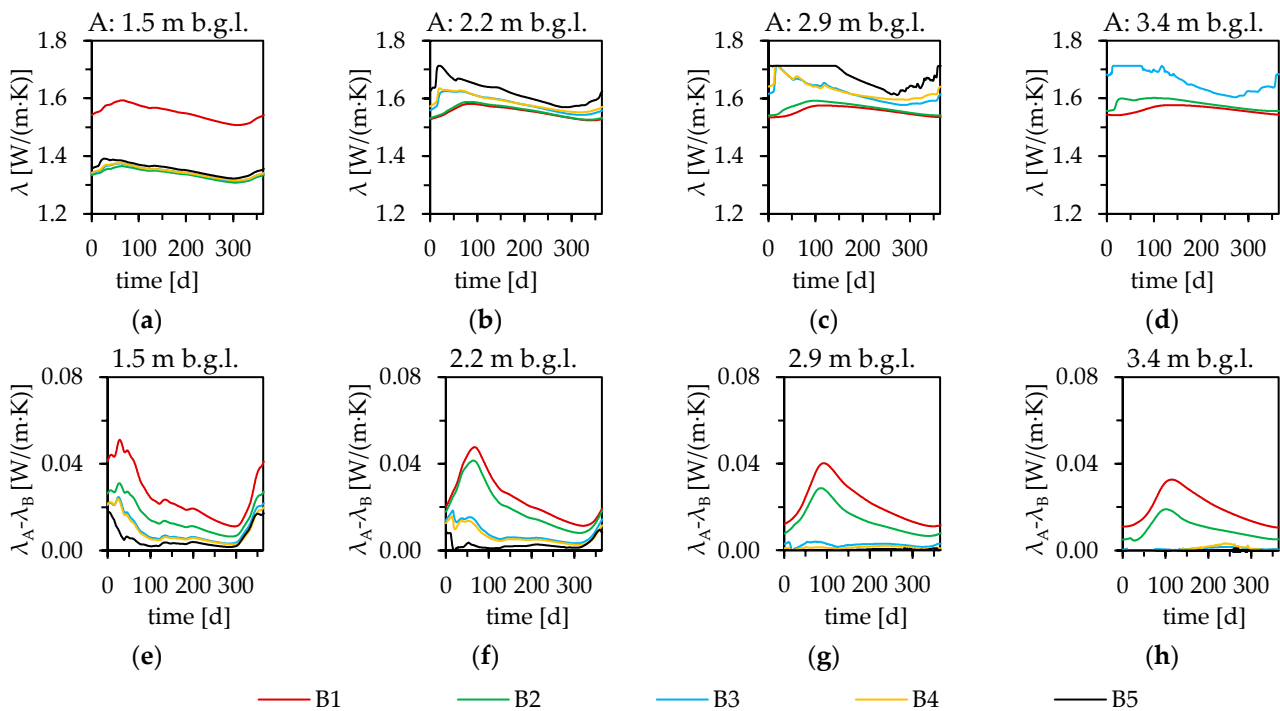 A: 1.5 m b.g.l.
A: 2.2 m b.g.l.
A: 2.9 m b.g.l.
A: 3.4 m b.g.l.
1.8
1.6
1.4
1.2
λ [W/(m·K)]
0 100 200 300
time [d]
(a)
1.8
1.6
1.4
1.2
λ [W/(m·K)]
0 100 200 300
time [d]
(b)
1.8
1.6
1.4
1.2
λ [W/(m·K)]
0 100 200 300
time [d]
(c)
1.8
1.6
1.4
1.2
λ [W/(m·K)]
0 100 200 300
time [d]
(d)
1.5 m b.g.l.
2.2 m b.g.l.
2.9 m b.g.l.
3.4 m b.g.l.
0.08
0.04
0.00
λA-λB [W/(m·K)]
0 100 200 300
time [d]
(e)
0.08
0.04
0.00
λA-λB [W/(m·K)]
0 100 200 300
time [d]
(f)
0.08
0.04
0.00
λA-λB [W/(m·K)]
0 100 200 300
time [d]
(g)
0.08
0.04
0.00
λA-λB [W/(m·K)]
0 100 200 300
time [d]
(h)
B1 B2 B3 B4 B5